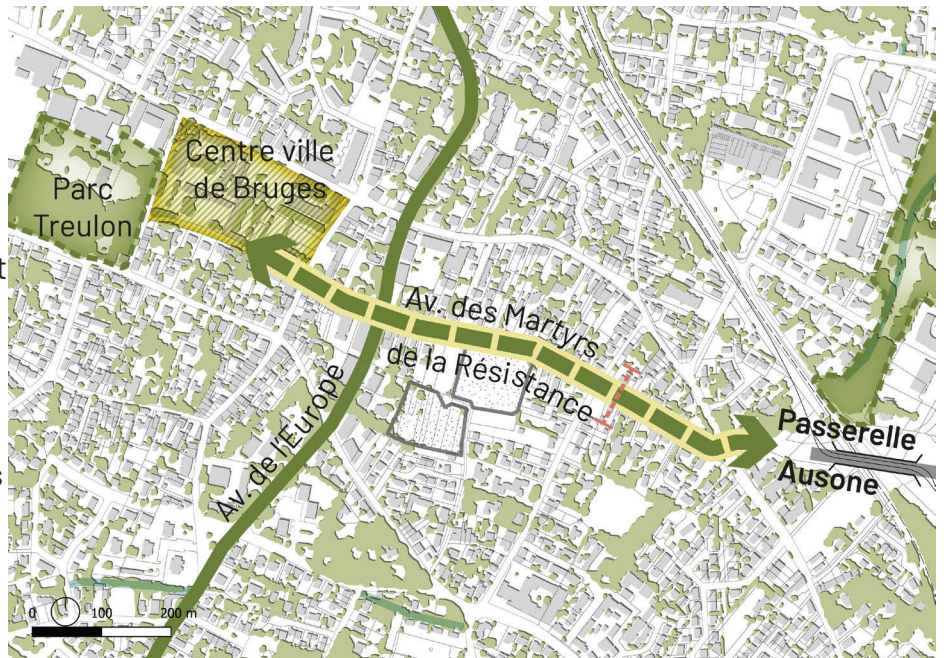 Centre ville
de Bruges
Parc
Treulon
t
Av. des Martyrs
de la Résistance
Av. de l'Europe
Passerelle
Ausone
s
0 100 200 m